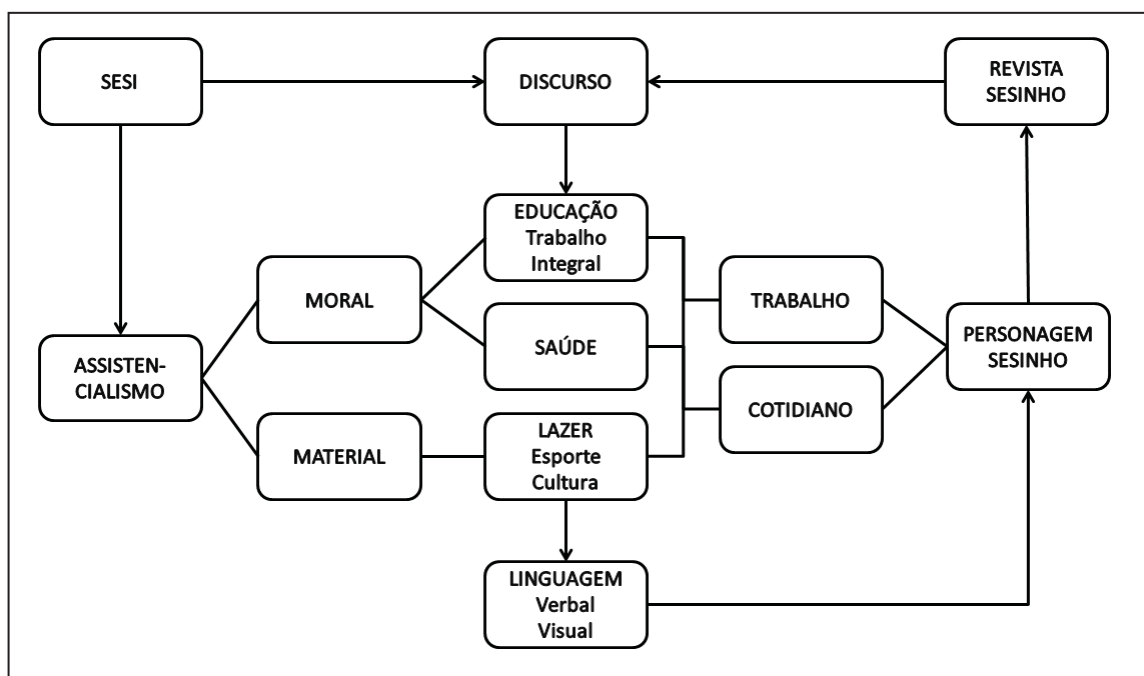 SESI
DISCURSO
REVISTA
SESINHO
EDUCAÇÃO
Trabalho
Integral
MORAL
TRABALHO
SAÚDE
ASSISTEN-
CIALISMO
PERSONAGEM
SESINHO
COTIDIANO
MATERIAL
LAZER
Esporte
Cultura
LINGUAGEM
Verbal
Visual